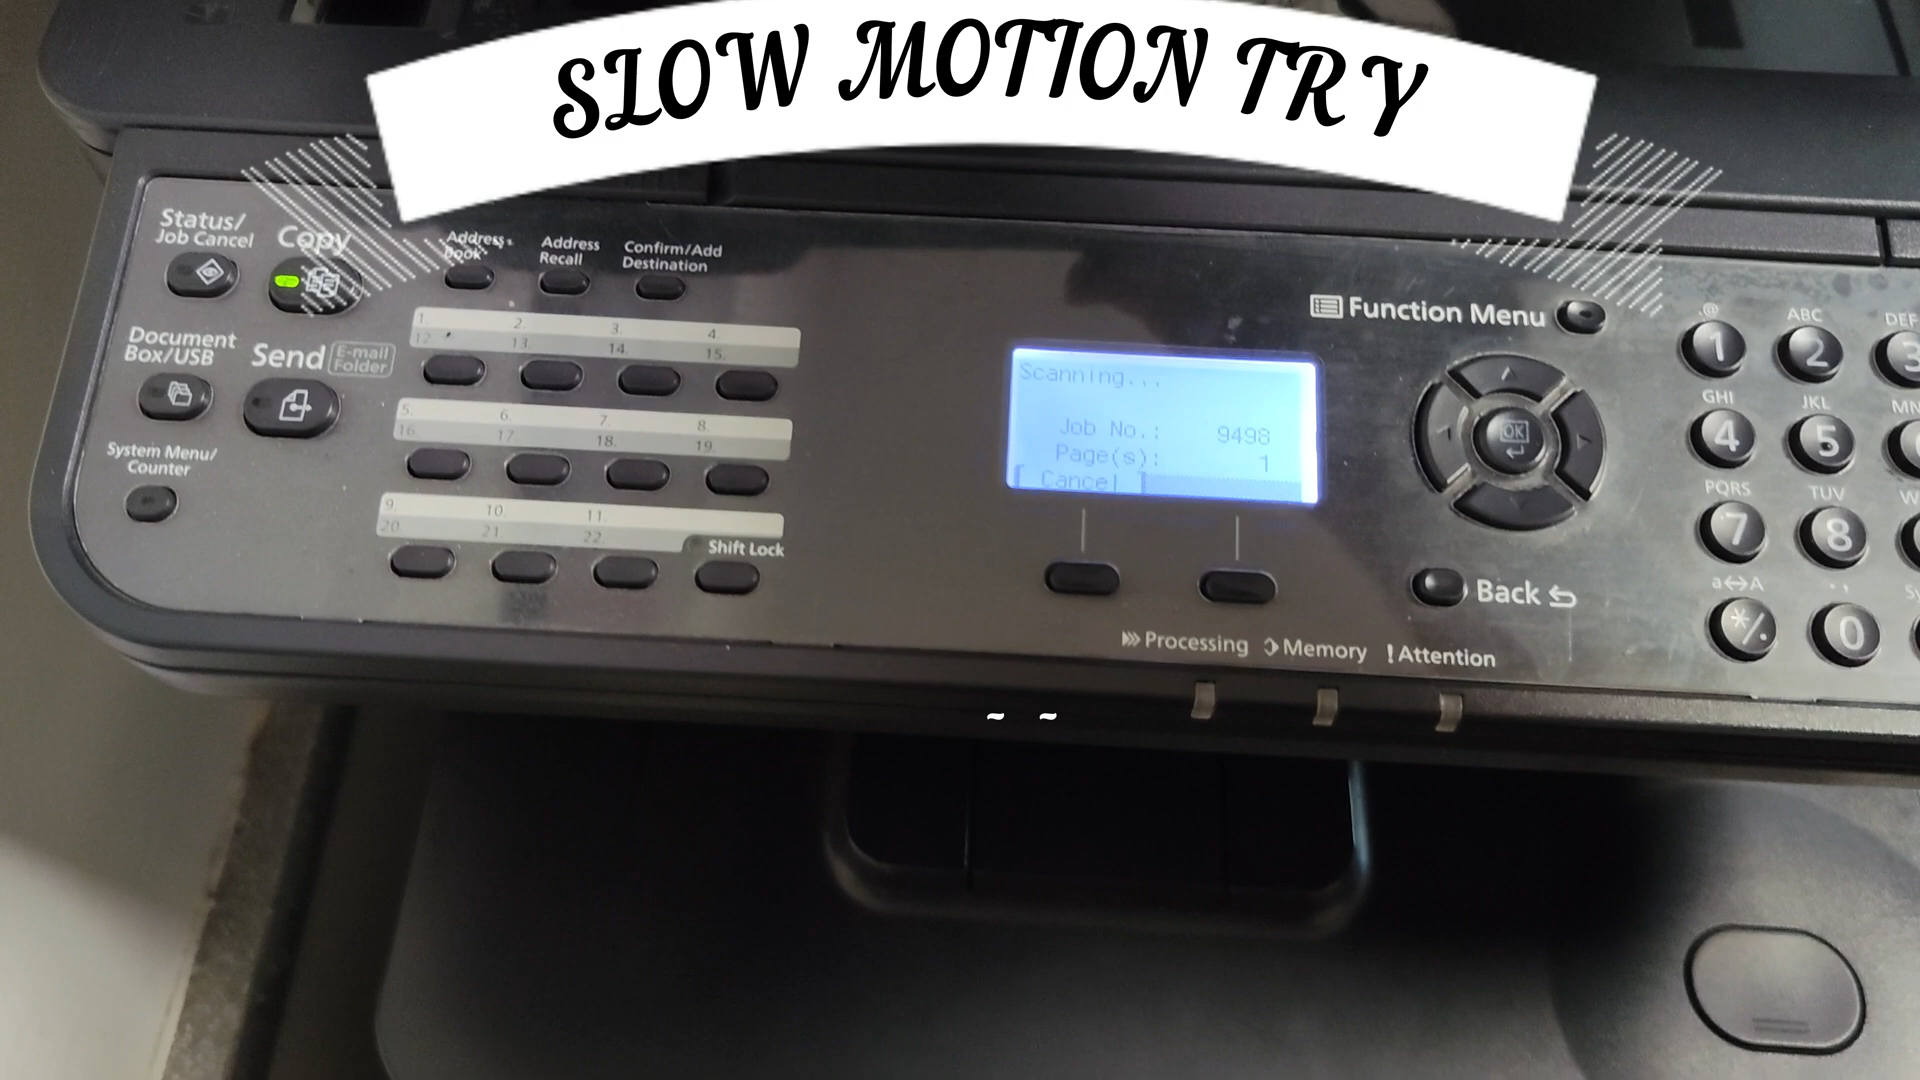 SLOW MOTION TRY
Status/
Job Cancel
Copy
Address
Book
Address
Recall
Confirm/Add
Destination
1. 2. 3. 4.
12. 13. 14. 15.
Document
Box/USB
Send
E-mail
Folder
5. 6. 7. 8.
16. 17. 18. 19.
System Menu/
Counter
9. 10. 11.
20. 21. 22.
Shift Lock
Scanning...
Job No.: 9498
Page(s): 1
[ Cancel ]
Function Menu
OK
Back
Processing Memory !Attention
.@ ABC DEF
1 2 3
GHI JKL MN
4 5
PQRS TUV W
7 8
a↔A . , Sy
*/. 0
~ ~